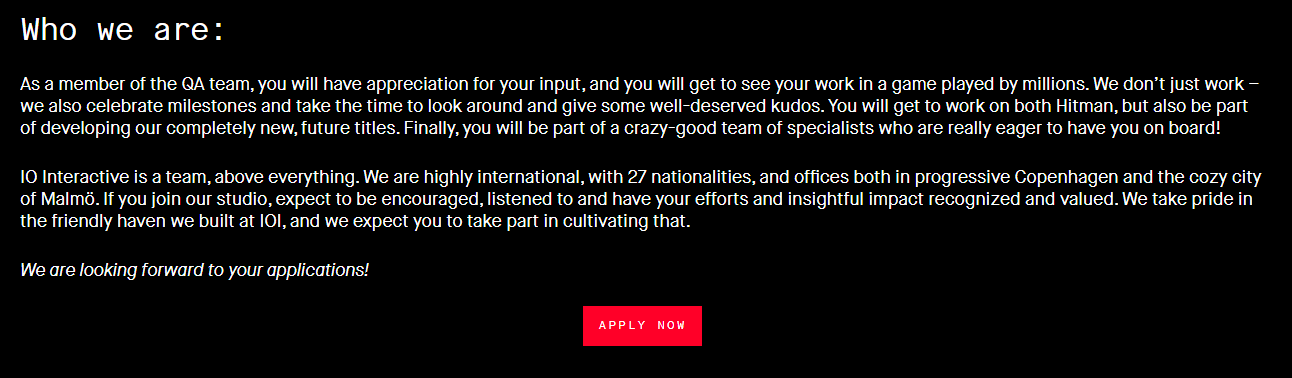 Who we are:
As a member of the QA team, you will have appreciation for your input, and you will get to see your work in a game played by millions. We don’t just work –
we also celebrate milestones and take the time to look around and give some well-deserved kudos. You will get to work on both Hitman, but also be part
of developing our completely new, future titles. Finally, you will be part of a crazy-good team of specialists who are really eager to have you on board!
IO Interactive is a team, above everything. We are highly international, with 27 nationalities, and offices both in progressive Copenhagen and the cozy city
of Malmö. If you join our studio, expect to be encouraged, listened to and have your efforts and insightful impact recognized and valued. We take pride in
the friendly haven we built at IOI, and we expect you to take part in cultivating that.
We are looking forward to your applications!
APPLY NOW